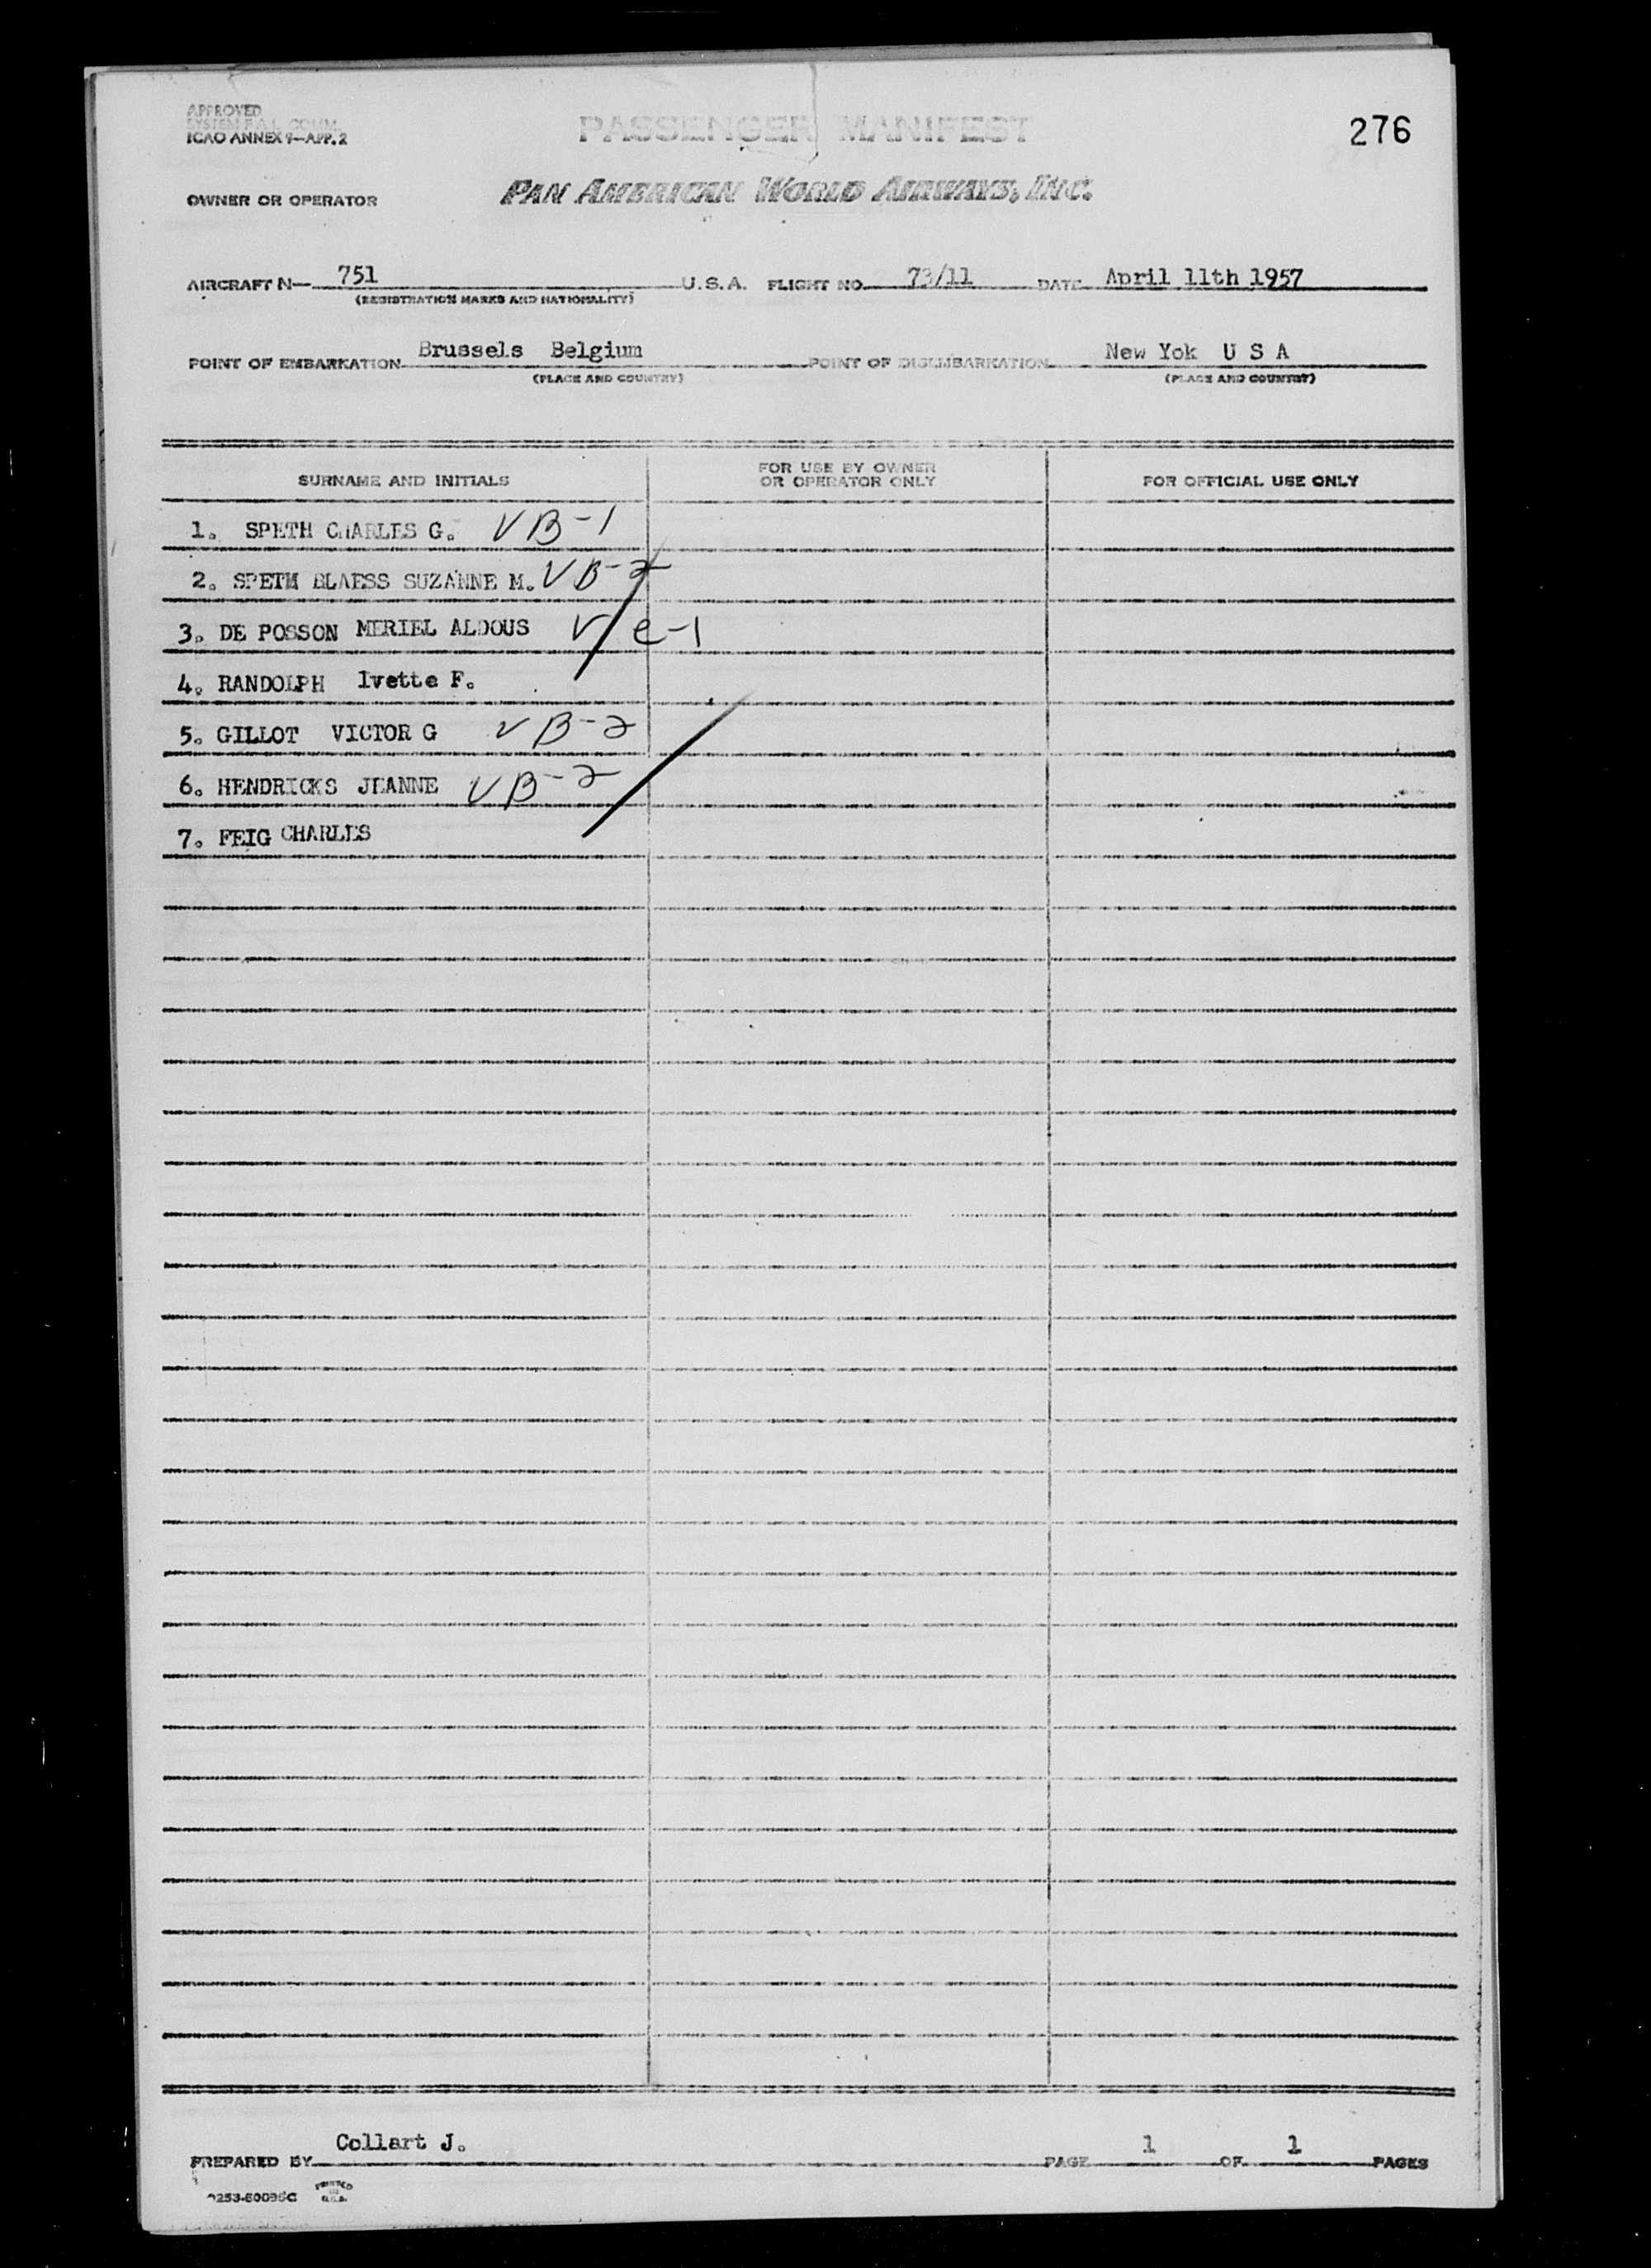 APPROVED
SYSTEM F.A.L. COMM.
ICAO ANNEX 9—APP. 2
PASSENGER MANIFEST
276
OWNER OR OPERATOR
PAN AMERICAN WORLD AIRWAYS, INC.
AIRCRAFT N— 751 U.S.A. FLIGHT NO. 73/11 DATE April 11th 1957
(REGISTRATION MARKS AND NATIONALITY)
POINT OF EMBARKATION Brussels Belgium POINT OF DISEMBARKATION New Yok U S A
(PLACE AND COUNTRY) (PLACE AND COUNTRY)
SURNAME AND INITIALS
FOR USE BY OWNER
OR OPERATOR ONLY
FOR OFFICIAL USE ONLY
1. SPETH CHARLES G. VB-1
2. SPETH BLAESS SUZANNE M. VB-2
3. DE POSSON MERIEL ALDOUS V e-1
4. RANDOLPH Ivette F.
5. GILLOT VICTOR G VB-2
6. HENDRICKS JEANNE VB-2
7. FEIG CHARLES
PREPARED BY Collart J. PAGE 1 OF 1 PAGES
PRINTED
IN
U.S.A.